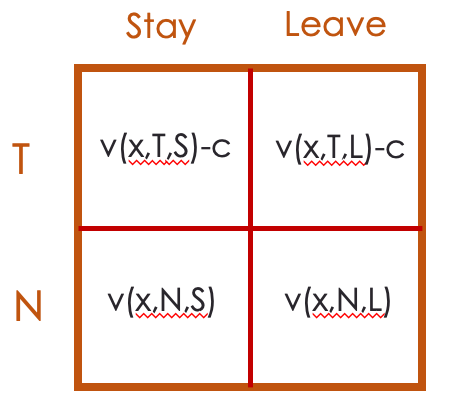 Stay Leave
T v(x,T,S)-c v(x,T,L)-c
N v(x,N,S) v(x,N,L)